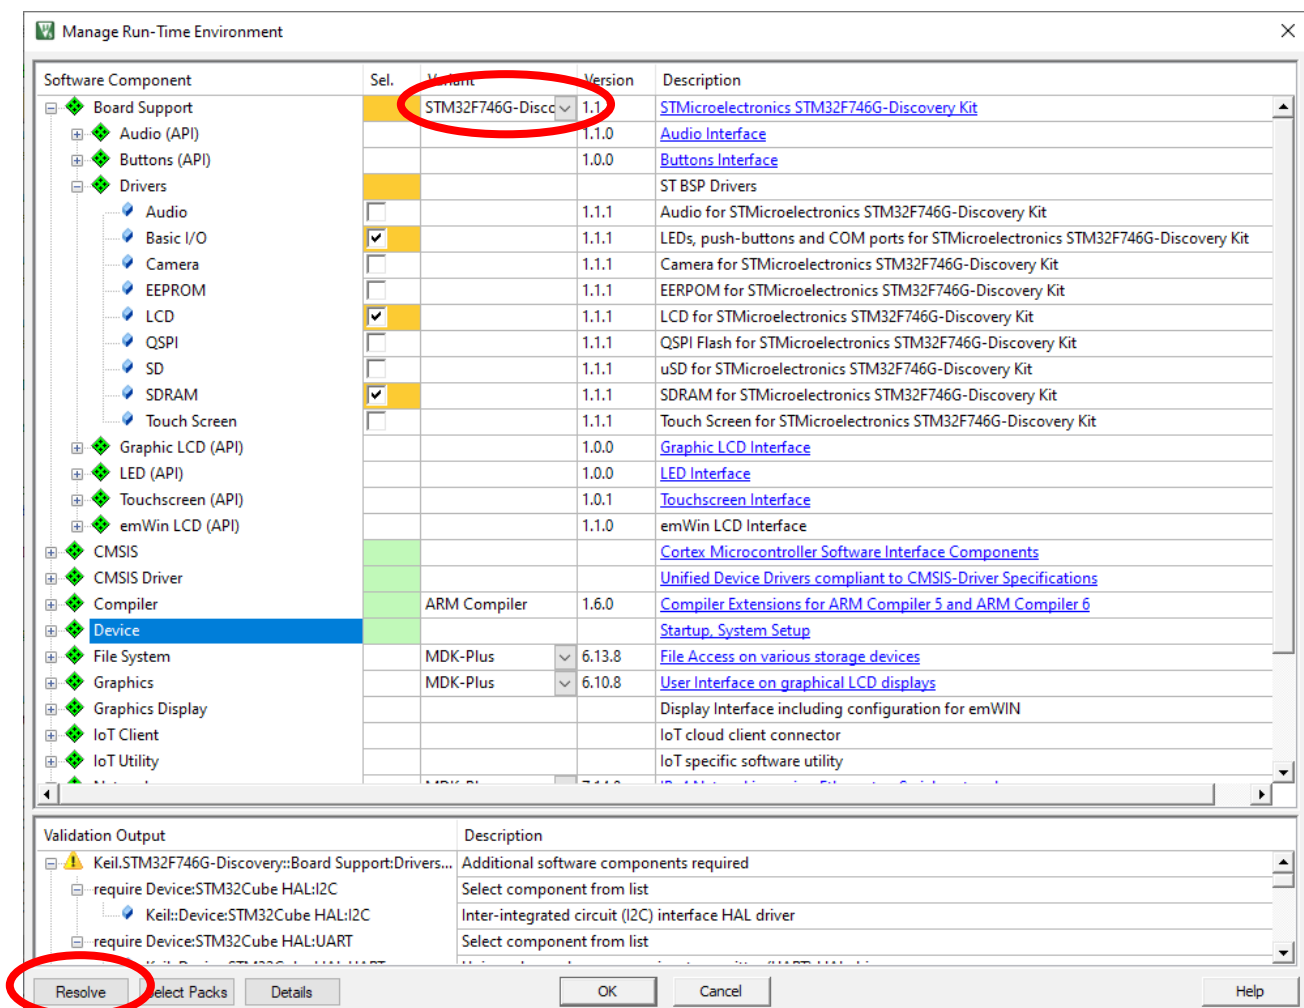 Manage Run-Time Environment
Software Component Sel. Variant Version Description
Board Support STM32F746G-Disco 1.1 STMicroelectronics STM32F746G-Discovery Kit
Audio (API) 1.1.0 Audio Interface
Buttons (API) 1.0.0 Buttons Interface
Drivers ST BSP Drivers
Audio 1.1.1 Audio for STMicroelectronics STM32F746G-Discovery Kit
Basic I/O 1.1.1 LEDs, push-buttons and COM ports for STMicroelectronics STM32F746G-Discovery Kit
Camera 1.1.1 Camera for STMicroelectronics STM32F746G-Discovery Kit
EEPROM 1.1.1 EERPOM for STMicroelectronics STM32F746G-Discovery Kit
LCD 1.1.1 LCD for STMicroelectronics STM32F746G-Discovery Kit
QSPI 1.1.1 QSPI Flash for STMicroelectronics STM32F746G-Discovery Kit
SD 1.1.1 uSD for STMicroelectronics STM32F746G-Discovery Kit
SDRAM 1.1.1 SDRAM for STMicroelectronics STM32F746G-Discovery Kit
Touch Screen 1.1.1 Touch Screen for STMicroelectronics STM32F746G-Discovery Kit
Graphic LCD (API) 1.0.0 Graphic LCD Interface
LED (API) 1.0.0 LED Interface
Touchscreen (API) 1.0.1 Touchscreen Interface
emWin LCD (API) 1.1.0 emWin LCD Interface
CMSIS Cortex Microcontroller Software Interface Components
CMSIS Driver Unified Device Drivers compliant to CMSIS-Driver Specifications
Compiler ARM Compiler 1.6.0 Compiler Extensions for ARM Compiler 5 and ARM Compiler 6
Device Startup, System Setup
File System MDK-Plus 6.13.8 File Access on various storage devices
Graphics MDK-Plus 6.10.8 User Interface on graphical LCD displays
Graphics Display Display Interface including configuration for emWIN
IoT Client IoT cloud client connector
IoT Utility IoT specific software utility
Validation Output Description
Keil.STM32F746G-Discovery::Board Support:Drivers... Additional software components required
require Device:STM32Cube HAL:I2C Select component from list
Keil::Device:STM32Cube HAL:I2C Inter-integrated circuit (I2C) interface HAL driver
require Device:STM32Cube HAL:UART Select component from list
Resolve Select Packs Details OK Cancel Help